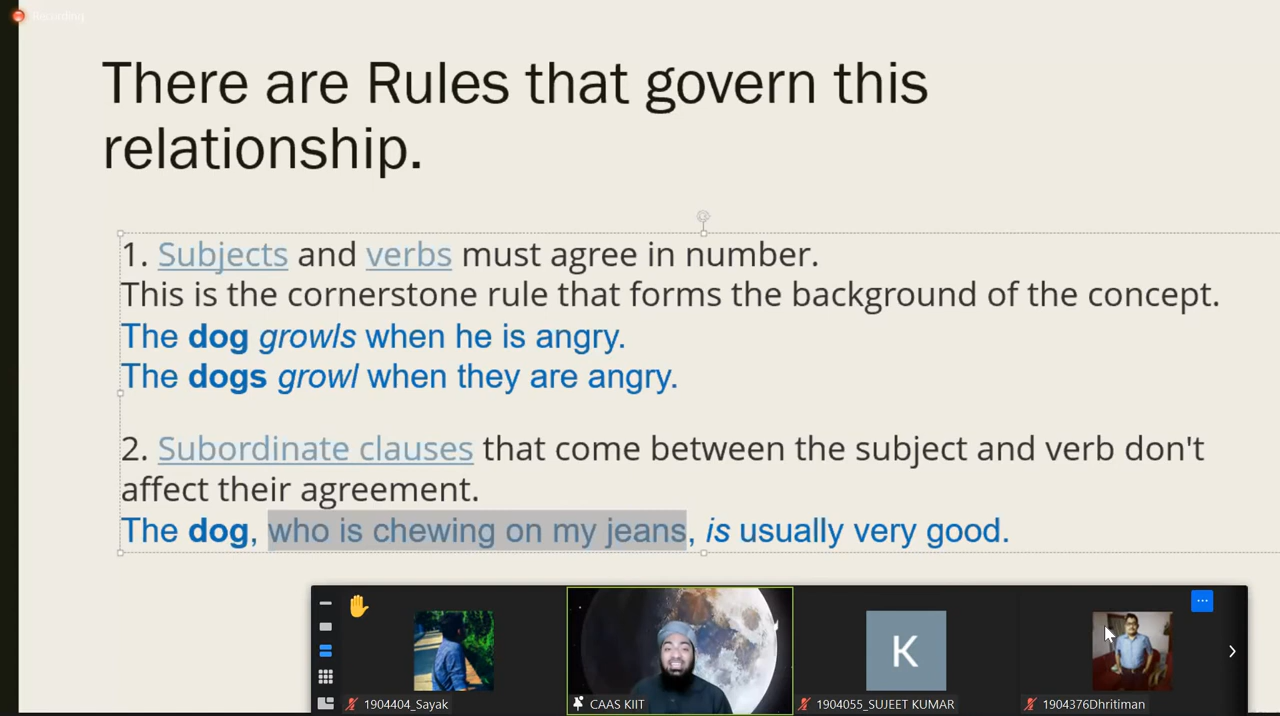 Recording
There are Rules that govern this
relationship.
1. Subjects and verbs must agree in number.
This is the cornerstone rule that forms the background of the concept.
The dog growls when he is angry.
The dogs growl when they are angry.
2. Subordinate clauses that come between the subject and verb don't
affect their agreement.
The dog, who is chewing on my jeans, is usually very good.
K
1904404_Sayak
CAAS KIIT
1904055_SUJEET KUMAR
1904376Dhritiman